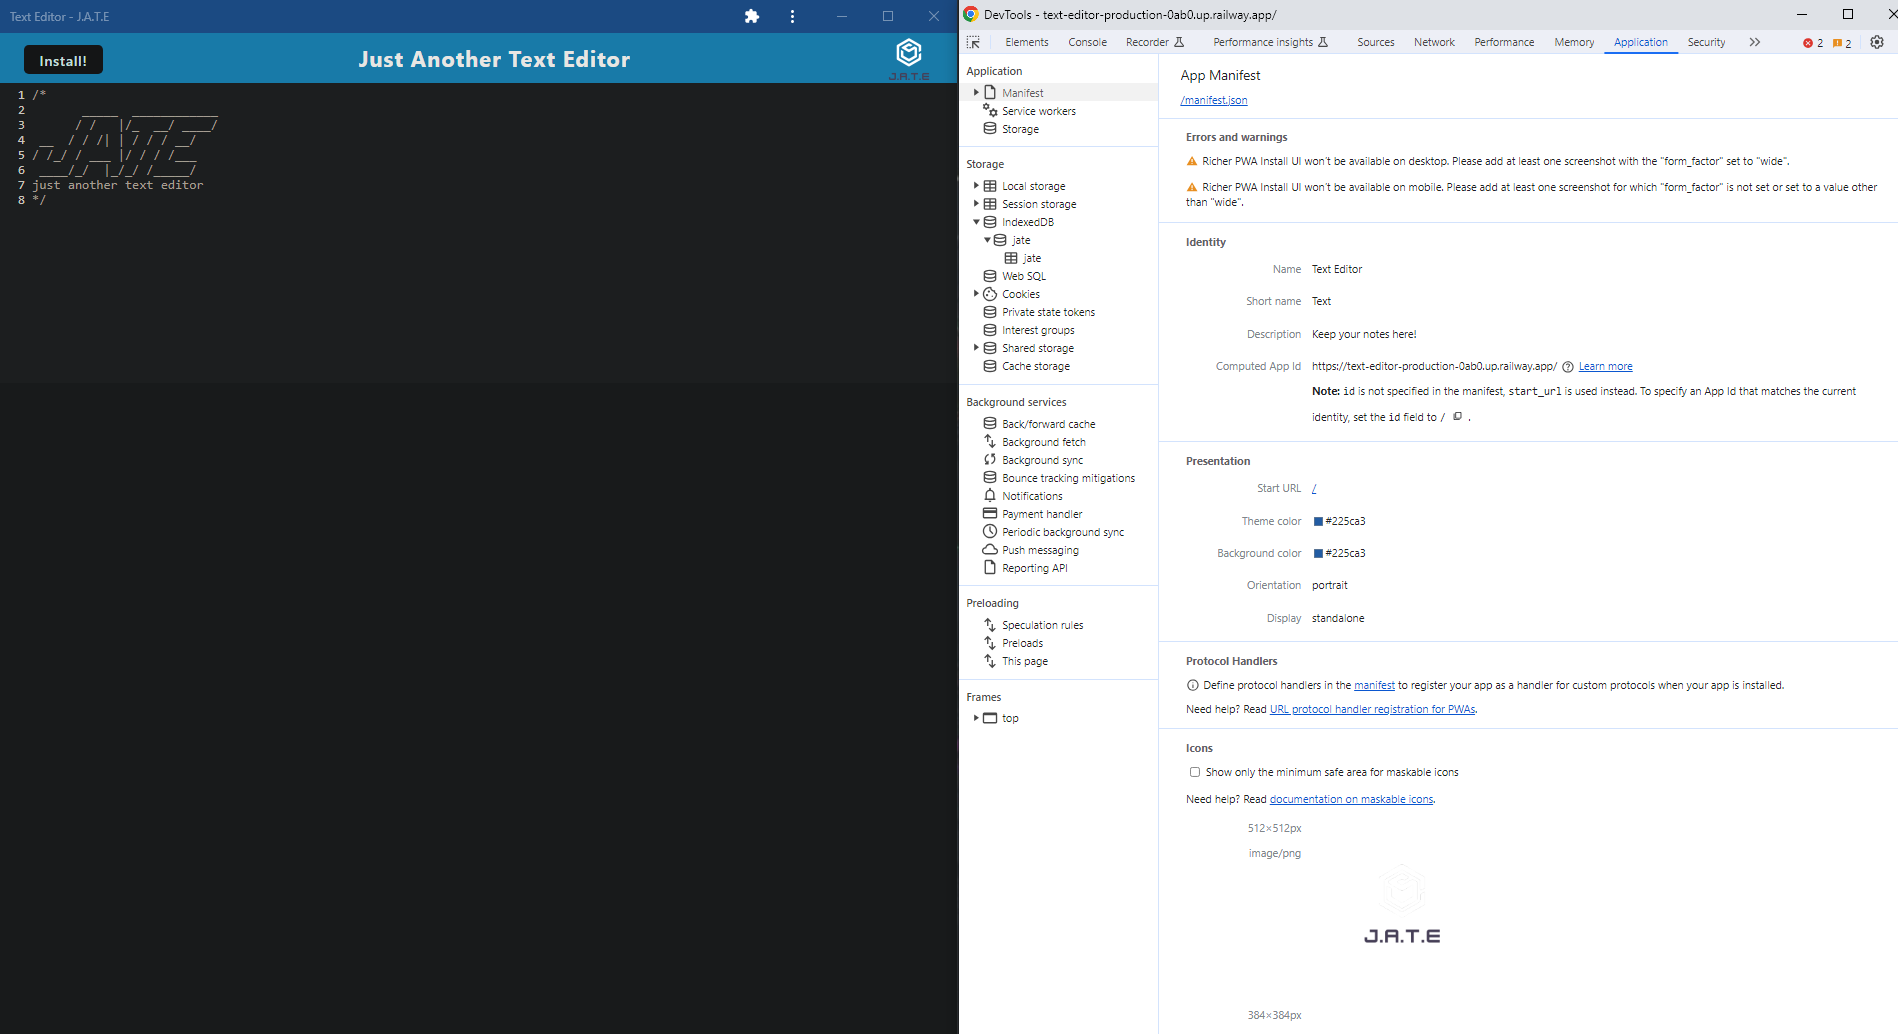 Text Editor - J.A.T.E
Install!
Just Another Text Editor
J.A.T.E
1 /*
2        _____  ____________
3       / /   |/_  __/ ____/
4  __  / / /| | / / / __/
5 / /_/ / ___ |/ / / /___
6  ____/_/  |_/_/ /_____/
7 just another text editor
8 */
DevTools - text-editor-production-0ab0.up.railway.app/
Elements Console Recorder Performance insights Sources Network Performance Memory Application Security 2 2
Application
Manifest
Service workers
Storage
Storage
Local storage
Session storage
IndexedDB
jate
jate
Web SQL
Cookies
Private state tokens
Interest groups
Shared storage
Cache storage
Background services
Back/forward cache
Background fetch
Background sync
Bounce tracking mitigations
Notifications
Payment handler
Periodic background sync
Push messaging
Reporting API
Preloading
Speculation rules
Preloads
This page
Frames
top
App Manifest
/manifest.json
Errors and warnings
Richer PWA Install UI won't be available on desktop. Please add at least one screenshot with the "form_factor" set to "wide".
Richer PWA Install UI won't be available on mobile. Please add at least one screenshot for which "form_factor" is not set or set to a value other
than "wide".
Identity
Name Text Editor
Short name Text
Description Keep your notes here!
Computed App Id https://text-editor-production-0ab0.up.railway.app/ Learn more
Note: id is not specified in the manifest, start_url is used instead. To specify an App Id that matches the current
identity, set the id field to / .
Presentation
Start URL /
Theme color #225ca3
Background color #225ca3
Orientation portrait
Display standalone
Protocol Handlers
Define protocol handlers in the manifest to register your app as a handler for custom protocols when your app is installed.
Need help? Read URL protocol handler registration for PWAs.
Icons
Show only the minimum safe area for maskable icons
Need help? Read documentation on maskable icons.
512×512px
image/png
J.A.T.E
384×384px